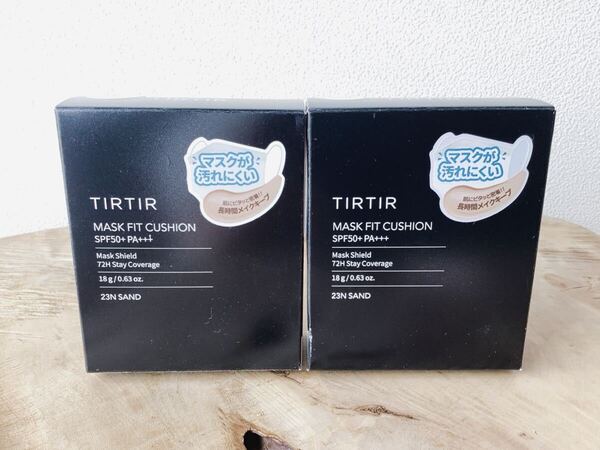 TIRTIR
マスクが
汚れにくい
肌にピタッと密着!!
長時間メイクキープ
TIRTIR
MASK FIT CUSHION
SPF50+ PA+++
Mask Shield
72H Stay Coverage
18 g / 0.63 oz.
23N SAND
TIRTIR
マスクが
汚れにくい
肌にピタッと密着!!
長時間メイクキープ
TIRTIR
MASK FIT CUSHION
SPF50+ PA+++
Mask Shield
72H Stay Coverage
18 g / 0.63 oz.
23N SAND